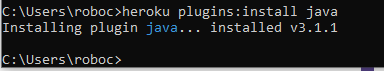 C:\Users\roboc>heroku plugins:install java
Installing plugin java... installed v3.1.1
C:\Users\roboc>